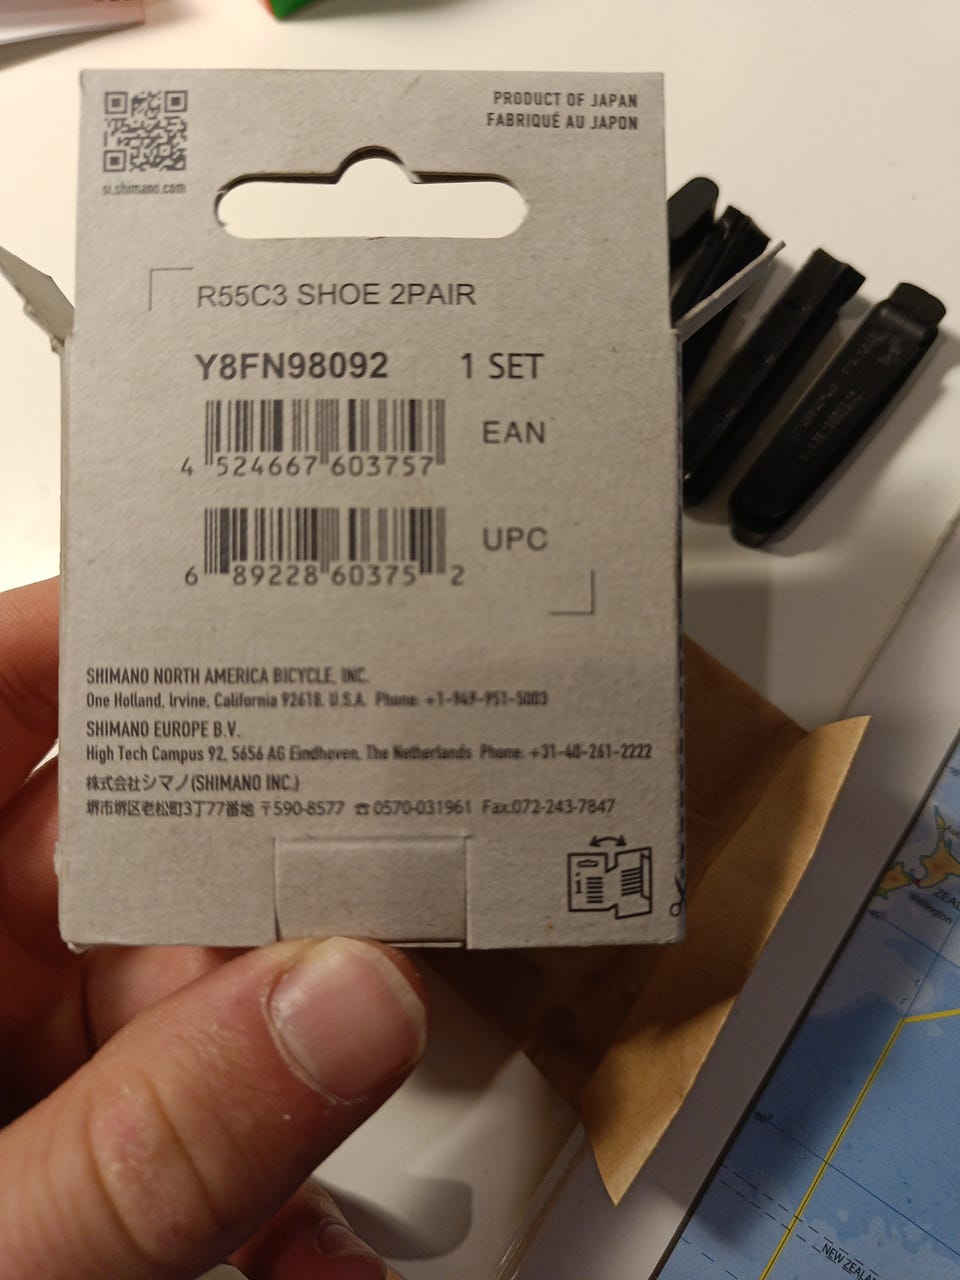 PRODUCT OF JAPAN
FABRIQUÉ AU JAPON
si.shimano.com
R55C3 SHOE 2PAIR
Y8FN98092 1 SET
EAN
4 524667 603757
UPC
6 89228 60375 2
SHIMANO NORTH AMERICA BICYCLE, INC.
One Holland, Irvine, California 92618, U.S.A. Phone: +1-949-951-5003
SHIMANO EUROPE B.V.
High Tech Campus 92, 5656 AG Eindhoven, The Netherlands Phone: +31-40-261-2222
株式会社シマノ(SHIMANO INC.)
堺市堺区老松町3丁77番地 〒590-8577 ☎0570-031961 Fax.072-243-7847
i
Wellington
ZEAL
NEW ZEALA